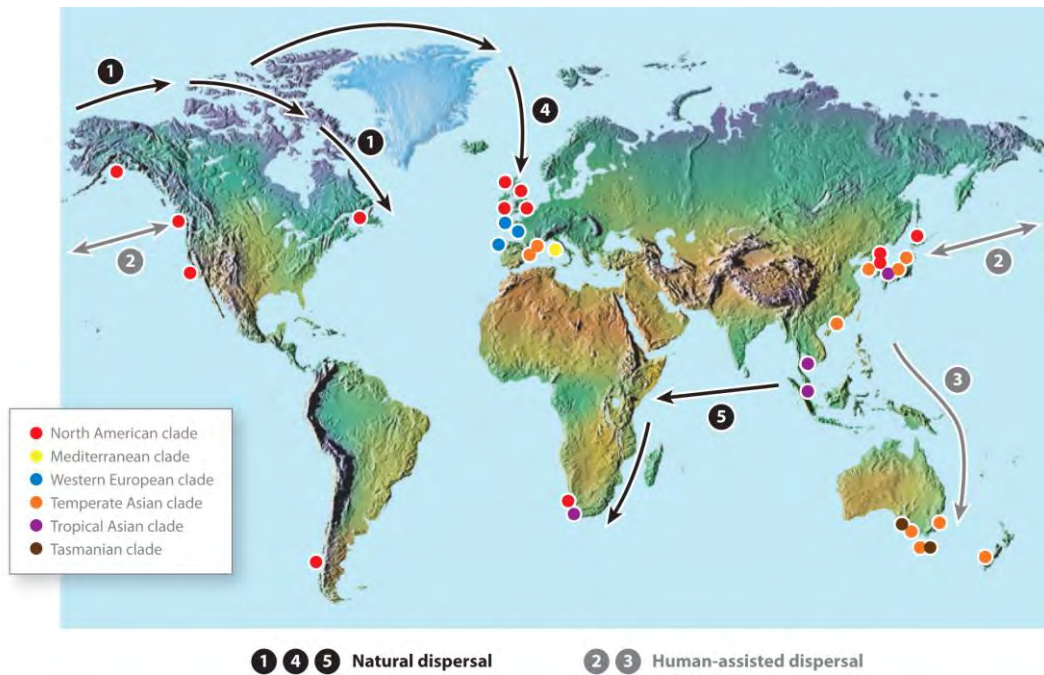 1
4
1
2
2
3
5
North American clade
Mediterranean clade
Western European clade
Temperate Asian clade
Tropical Asian clade
Tasmanian clade
1 4 5 Natural dispersal 2 3 Human-assisted dispersal